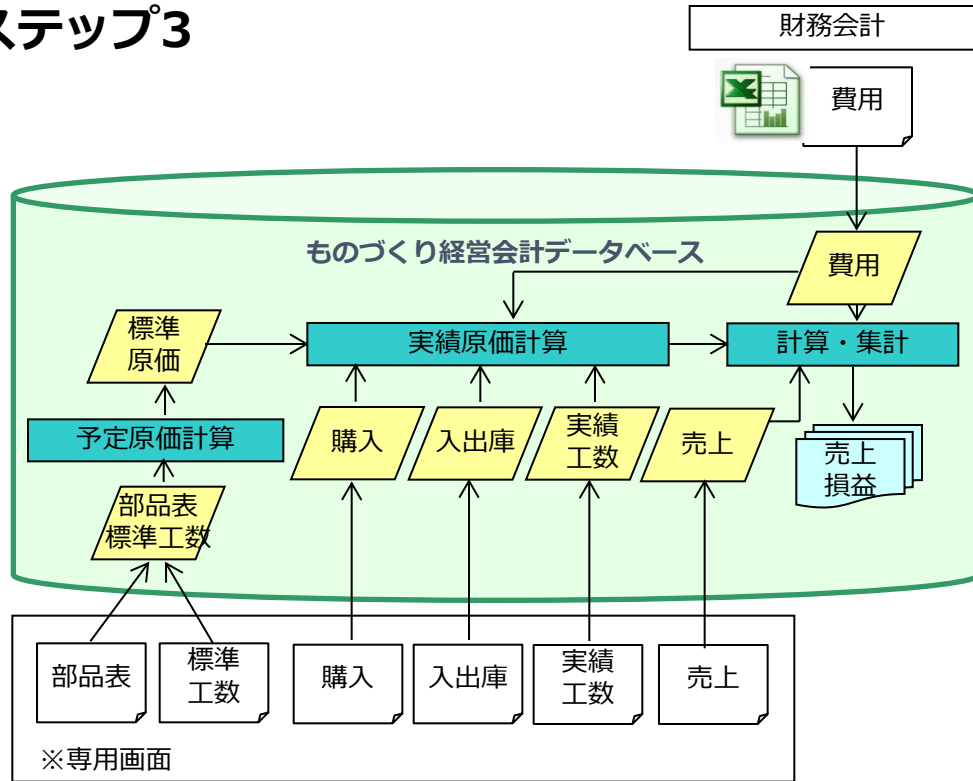 ステップ3
財務会計
費用
ものづくり経営会計データベース
費用
標準
原価
実績原価計算
計算・集計
予定原価計算
購入
入出庫
実績
工数
売上
売上
損益
部品表
標準工数
部品表
標準
工数
購入
入出庫
実績
工数
売上
※専用画面